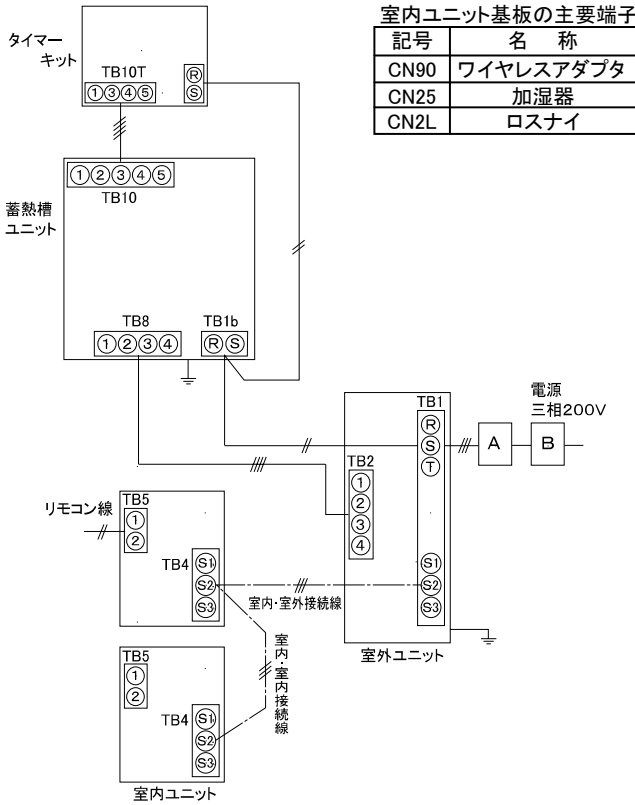 室内ユニット基板の主要端子
記号 名 称
CN90 ワイヤレスアダプタ
CN25 加湿器
CN2L ロスナイ
タイマー
キット
TB10T
①③④⑤
Ⓡ
Ⓢ
①②③④⑤
TB10
蓄熱槽
ユニット
TB8
①②③④
TB1b
ⓇⓈ
電源
三相200V
TB1
Ⓡ
Ⓢ
Ⓣ
A
B
TB2
①
②
③
④
S1
S2
S3
室外ユニット
リモコン線
TB5
①
②
TB4
S1
S2
S3
室内・室外接続線
室内・室内接続線
TB5
①
②
TB4
S1
S2
S3
室内ユニット